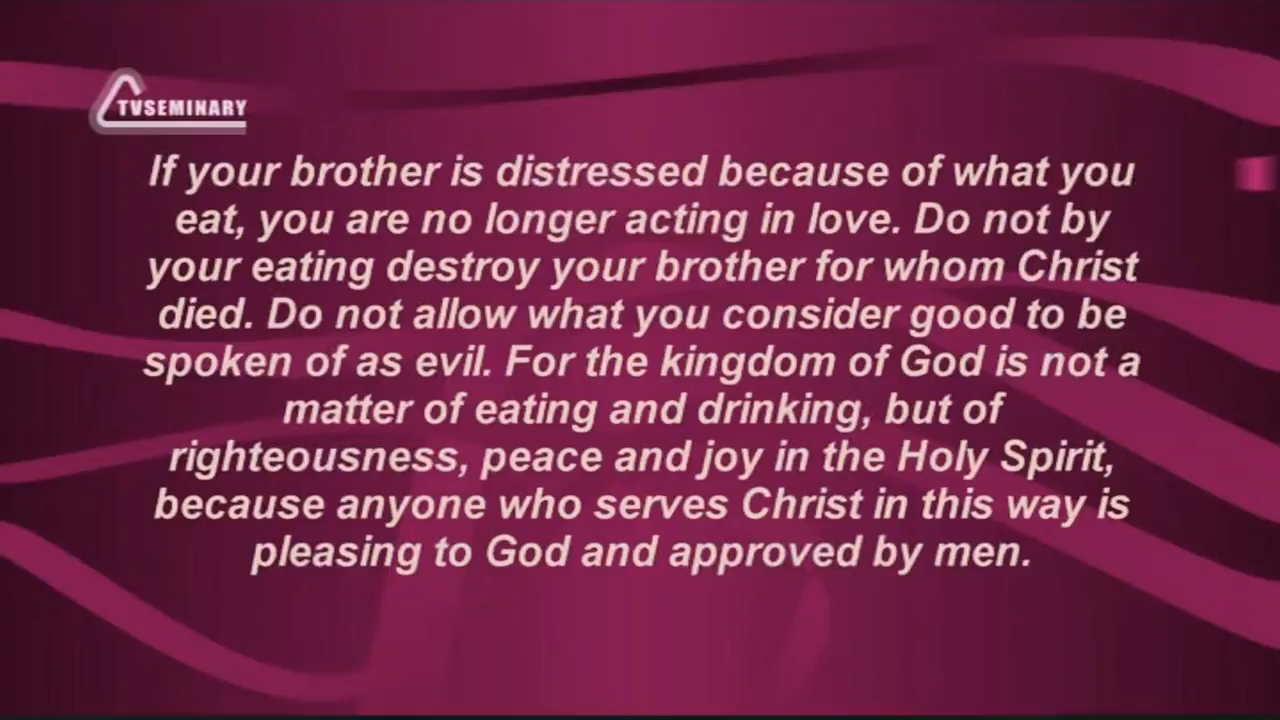 TVSEMINARY
If your brother is distressed because of what you
eat, you are no longer acting in love. Do not by
your eating destroy your brother for whom Christ
died. Do not allow what you consider good to be
spoken of as evil. For the kingdom of God is not a
matter of eating and drinking, but of
righteousness, peace and joy in the Holy Spirit,
because anyone who serves Christ in this way is
pleasing to God and approved by men.